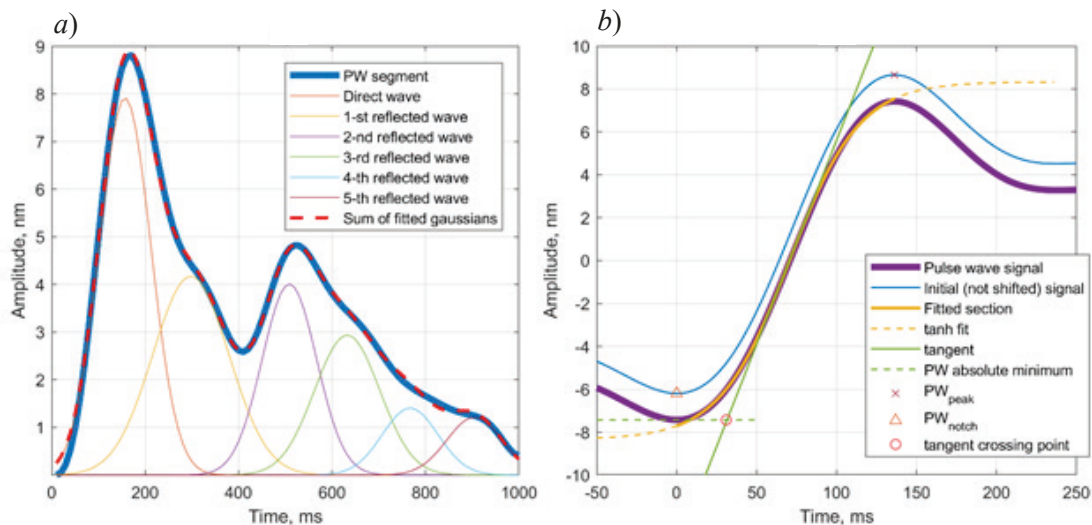 a)
9
8
7
6
5
4
3
2
1
Amplitude, nm
0 200 400 600 800 1000
Time, ms
PW segment
Direct wave
1-st reflected wave
2-nd reflected wave
3-rd reflected wave
4-th reflected wave
5-th reflected wave
Sum of fitted gaussians
b)
10
8
6
4
2
0
-2
-4
-6
-8
-10
Amplitude, nm
-50 0 50 100 150 200 250
Time, ms
Pulse wave signal
Initial (not shifted) signal
Fitted section
tanh fit
tangent
PW absolute minimum
PWpeak
PWnotch
tangent crossing point